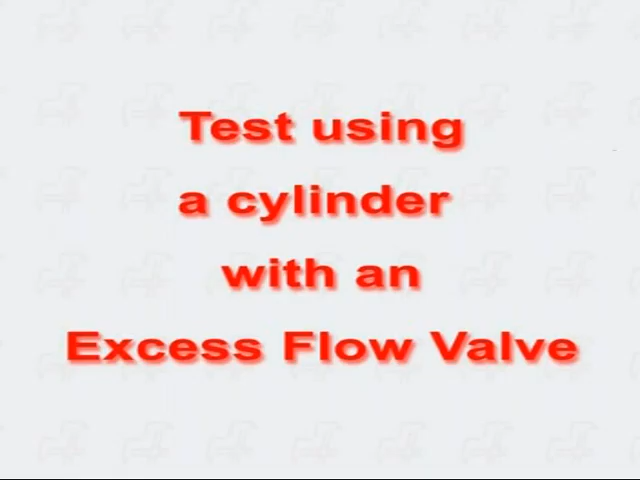 Test using
a cylinder
with an
Excess Flow Valve